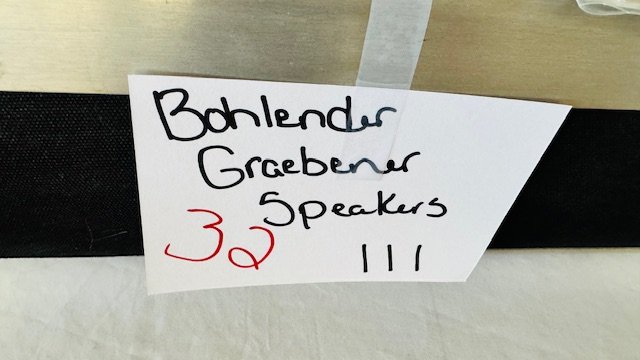 Bohlender
Graebener
Speakers
32 111